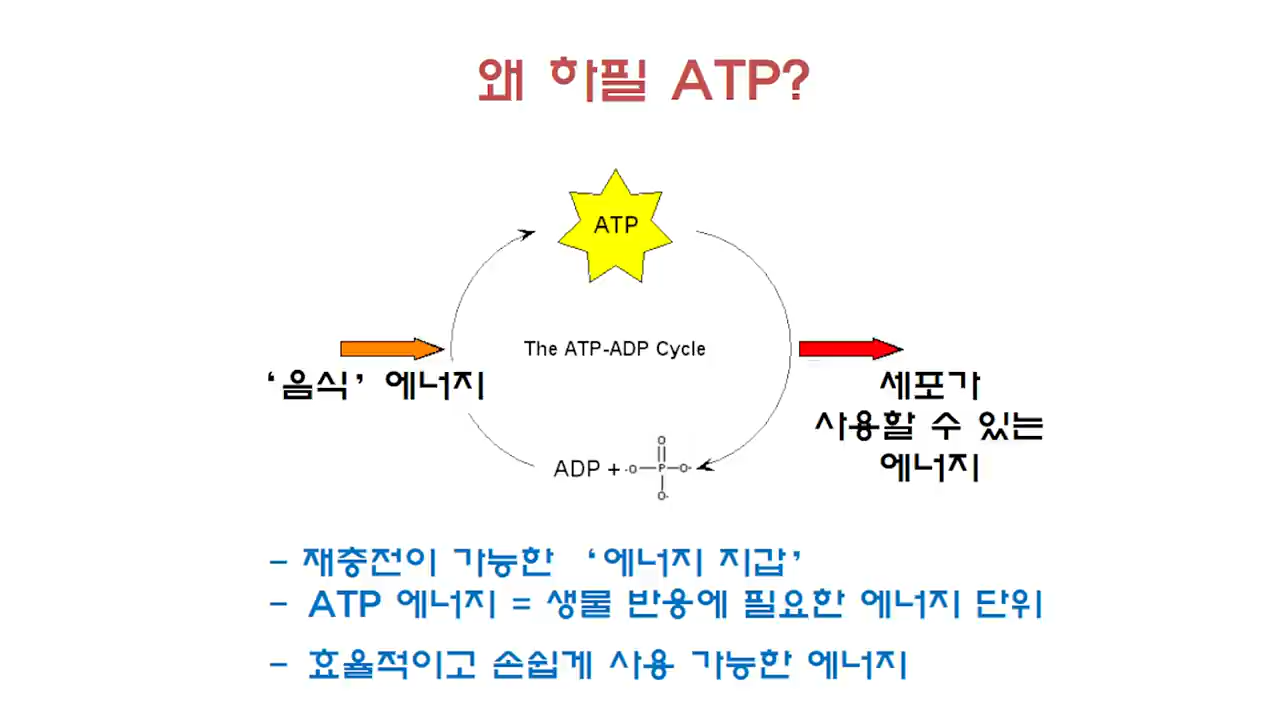 왜 하필 ATP?
ATP
The ATP-ADP Cycle
‘음식’ 에너지
세포가
사용할 수 있는
에너지
ADP +
O
-O P O-
O-
- 재충전이 가능한 ‘에너지 지갑’
- ATP 에너지 = 생물 반응에 필요한 에너지 단위
- 효율적이고 손쉽게 사용 가능한 에너지